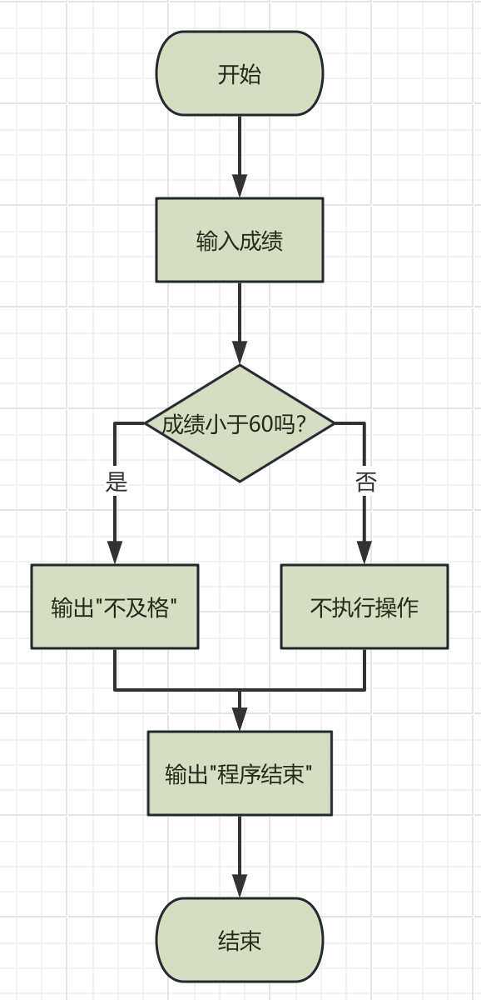 开始
输入成绩
成绩小于60吗?
是
否
输出"不及格"
不执行操作
输出"程序结束"
结束